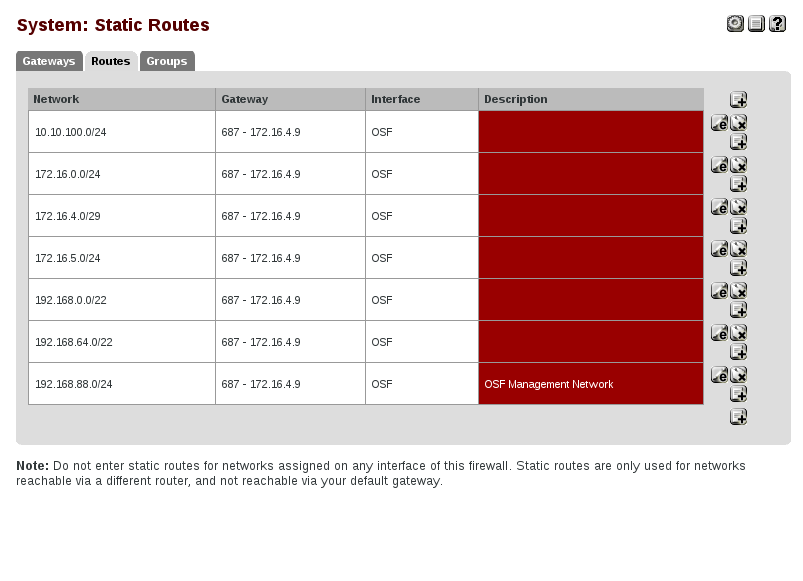 System: Static Routes
Gateways Routes Groups
Network Gateway Interface Description
10.10.100.0/24 687 - 172.16.4.9 OSF
172.16.0.0/24 687 - 172.16.4.9 OSF
172.16.4.0/29 687 - 172.16.4.9 OSF
172.16.5.0/24 687 - 172.16.4.9 OSF
192.168.0.0/22 687 - 172.16.4.9 OSF
192.168.64.0/22 687 - 172.16.4.9 OSF
192.168.88.0/24 687 - 172.16.4.9 OSF OSF Management Network
Note: Do not enter static routes for networks assigned on any interface of this firewall. Static routes are only used for networks
reachable via a different router, and not reachable via your default gateway.